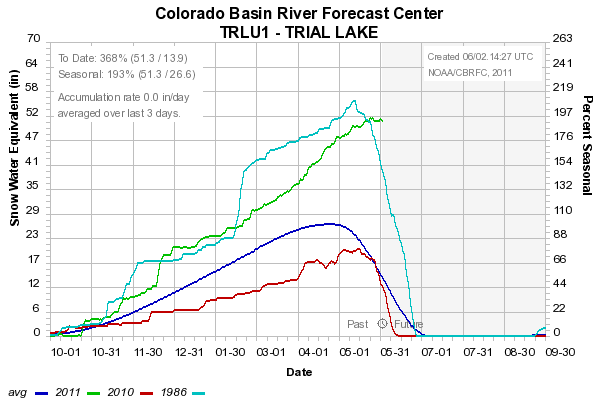 Colorado Basin River Forecast Center
TRLU1 - TRIAL LAKE
70 263
64 241
58 219
52 197
47 176
41 154
35 132
29 110
23 88
17 66
12 44
6 22
0 0
Snow Water Equivalent (in)
Percent Seasonal
To Date: 368% (51.3 / 13.9)
Seasonal: 193% (51.3 / 26.6)
Accumulation rate 0.0 in/day
averaged over last 3 days.
Created 06/02.14:27 UTC
NOAA/CBRFC, 2011
Past Future
10-01 10-31 11-30 12-31 01-30 03-01 04-01 05-01 05-31 07-01 07-31 08-30 09-30
Date
avg 2011 2010 1986